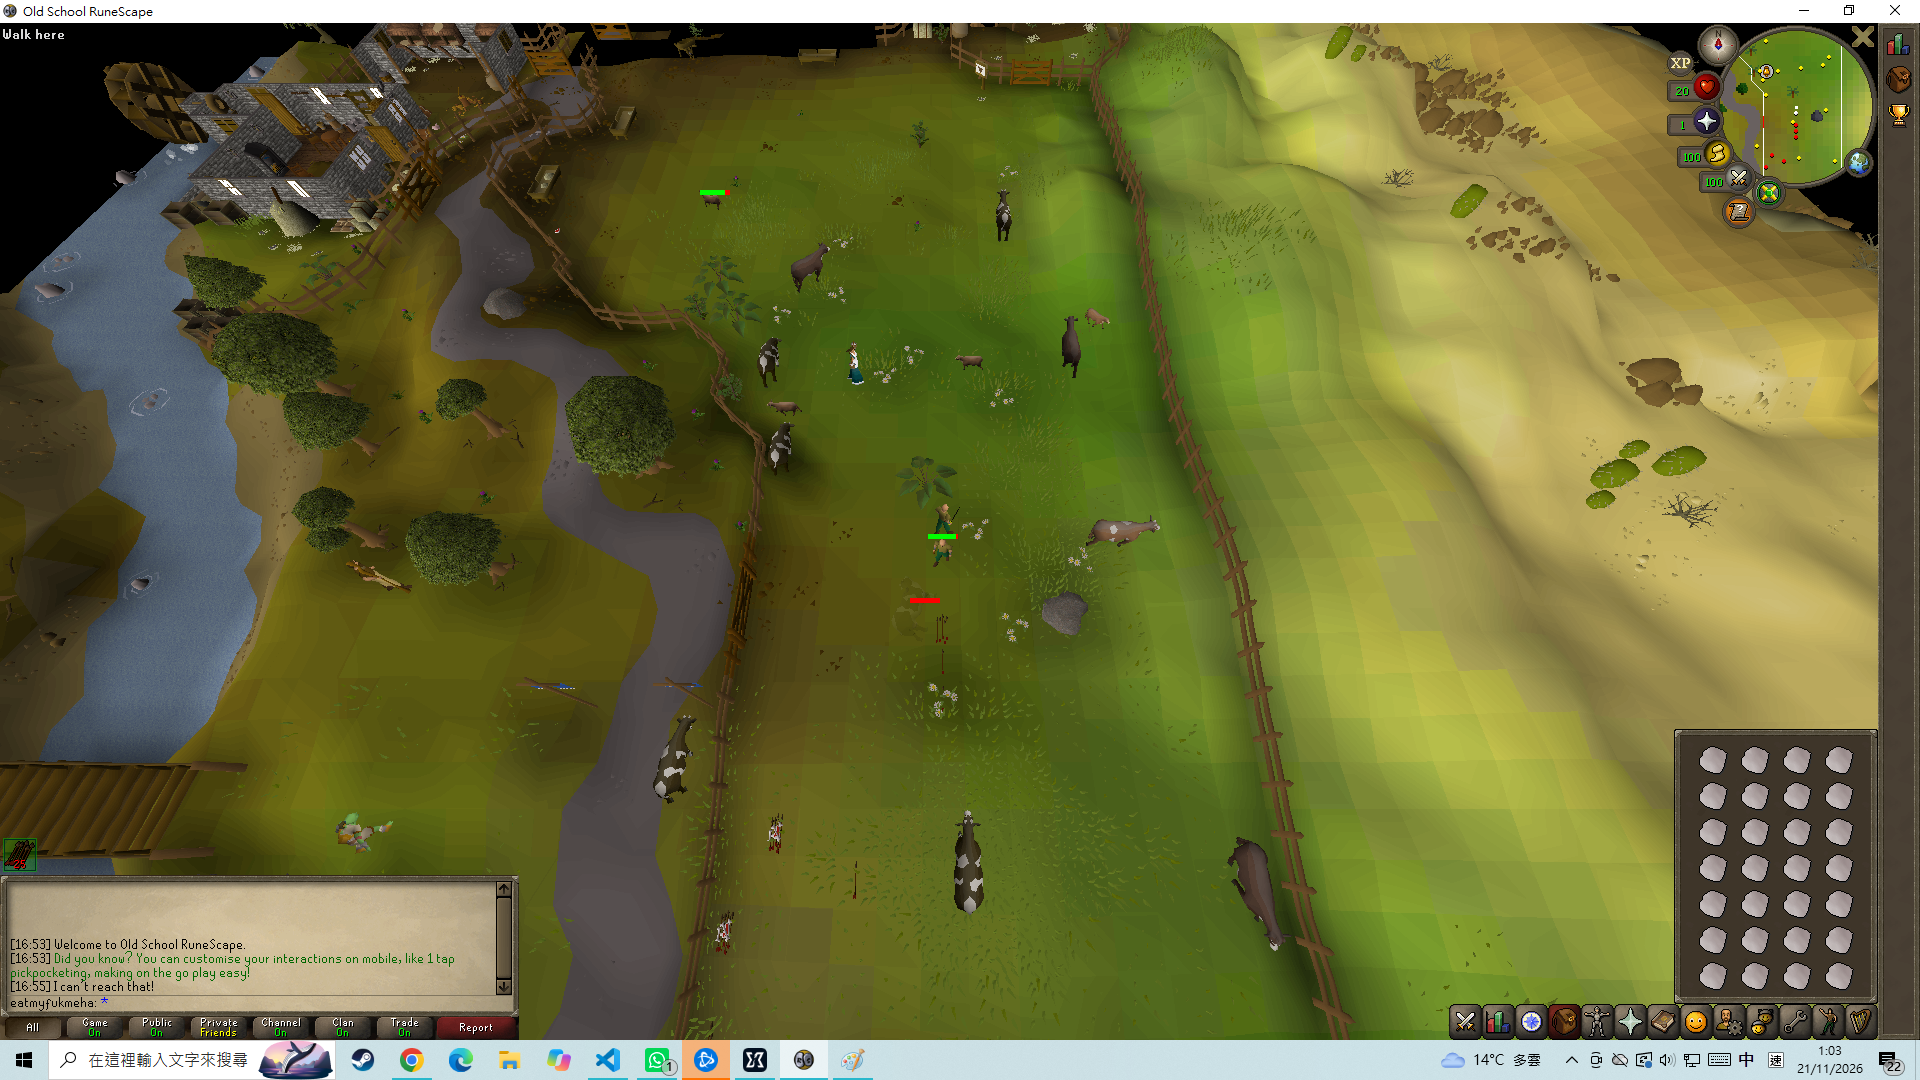 Old School RuneScape
Walk here
N
XP
20
1
100
100
25
[16:53] Welcome to Old School RuneScape.
[16:53] Did you know? You can customise your interactions on mobile, like 1 tap
pickpocketing, making on the go play easy!
[16:55] I can't reach that!
eatmyfukmeha: *
All
Game
On
Public
On
Private
Friends
Channel
On
Clan
On
Trade
On
Report
在這裡輸入文字來搜尋
1
14°C 多雲
中
速
1:03
21/11/2026
22